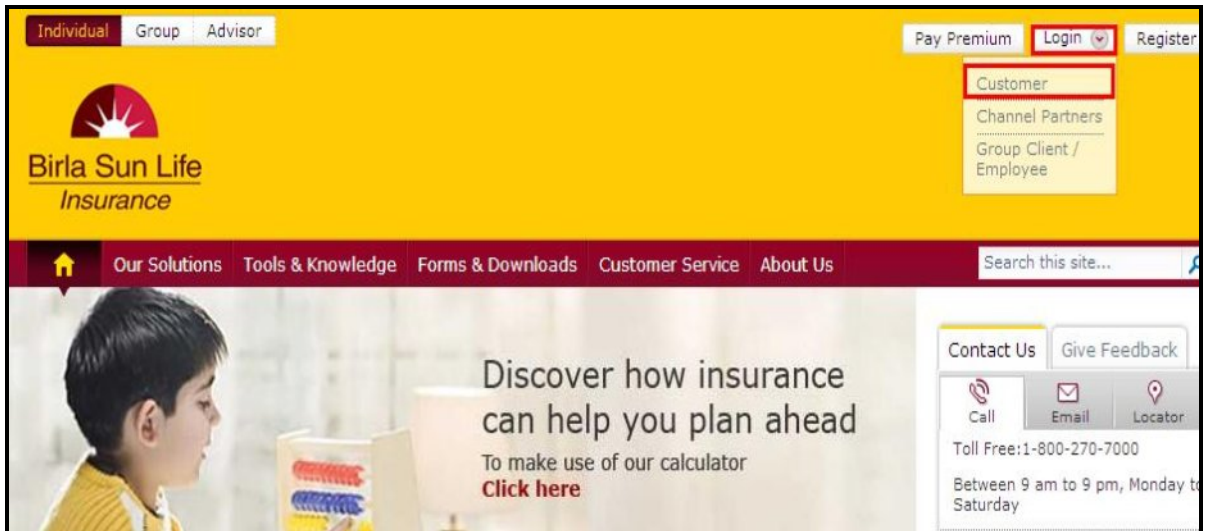 Individual Group Advisor
Pay Premium Login Register
Customer
Channel Partners
Group Client /
Employee
Birla Sun Life
Insurance
Our Solutions Tools & Knowledge Forms & Downloads Customer Service About Us
Search this site...
Discover how insurance
can help you plan ahead
To make use of our calculator
Click here
Contact Us Give Feedback
Call Email Locator
Toll Free:1-800-270-7000
Between 9 am to 9 pm, Monday to
Saturday